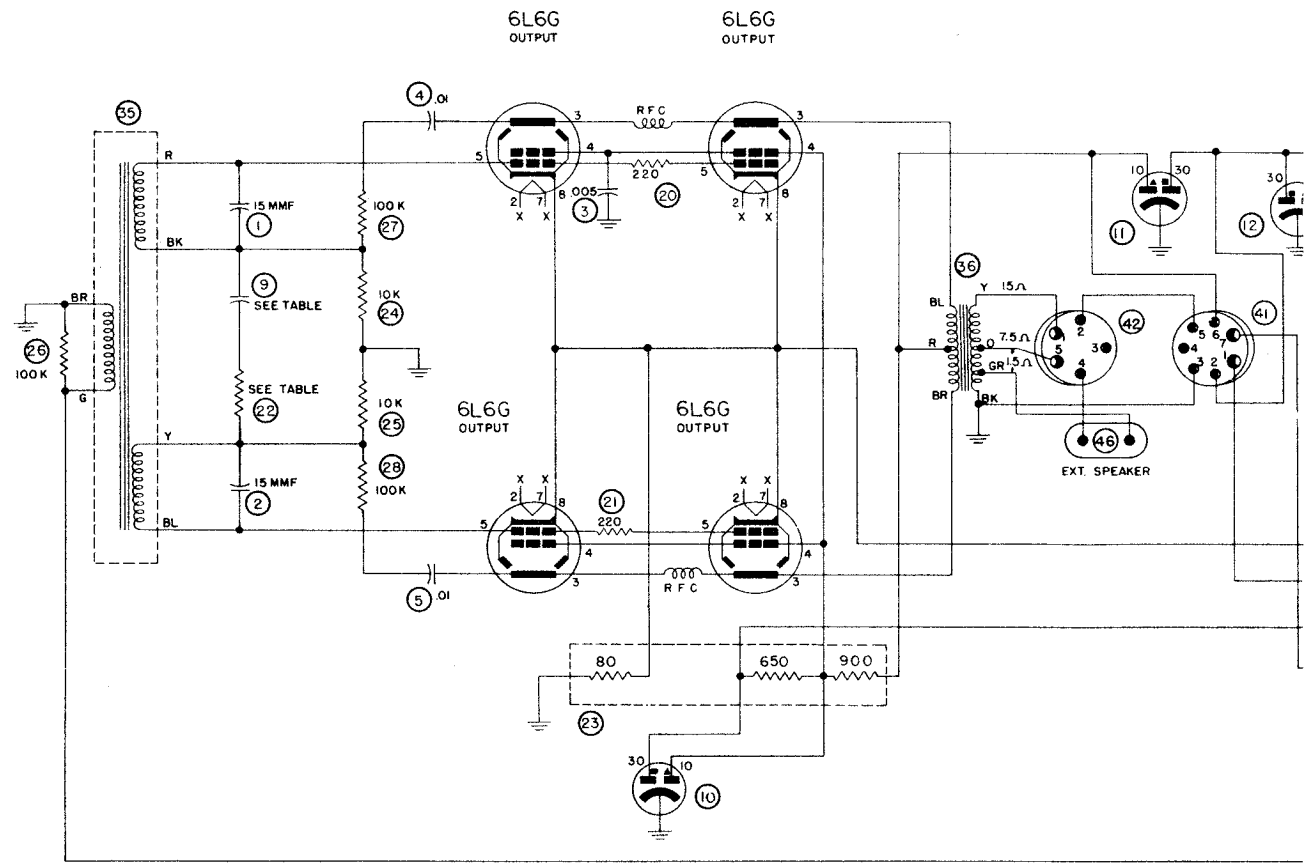 6L6G
OUTPUT
6L6G
OUTPUT
35
4 .01
3
RFC
3
R
5
4
5
4
15 MMF
1
100 K
27
2 7
X X
8
.005
3
220
20
2 7
X X
8
10 30
11
30
12
BK
9
SEE TABLE
10K
24
36
BR
BL
Y 15Ω
2
42
5 6
41
26
100 K
R
O 7.5Ω
1
5
3
4
7
1
G
SEE TABLE
22
GR 1.5Ω
4
3 2
10K
25
6L6G
OUTPUT
6L6G
OUTPUT
BR
BK
Y
28
100K
46
EXT. SPEAKER
15 MMF
2
X X
2 7
8
21
220
X X
2 7
8
BL
5
5
4
4
5 .01
3
RFC
3
80
650
900
23
30 10
10